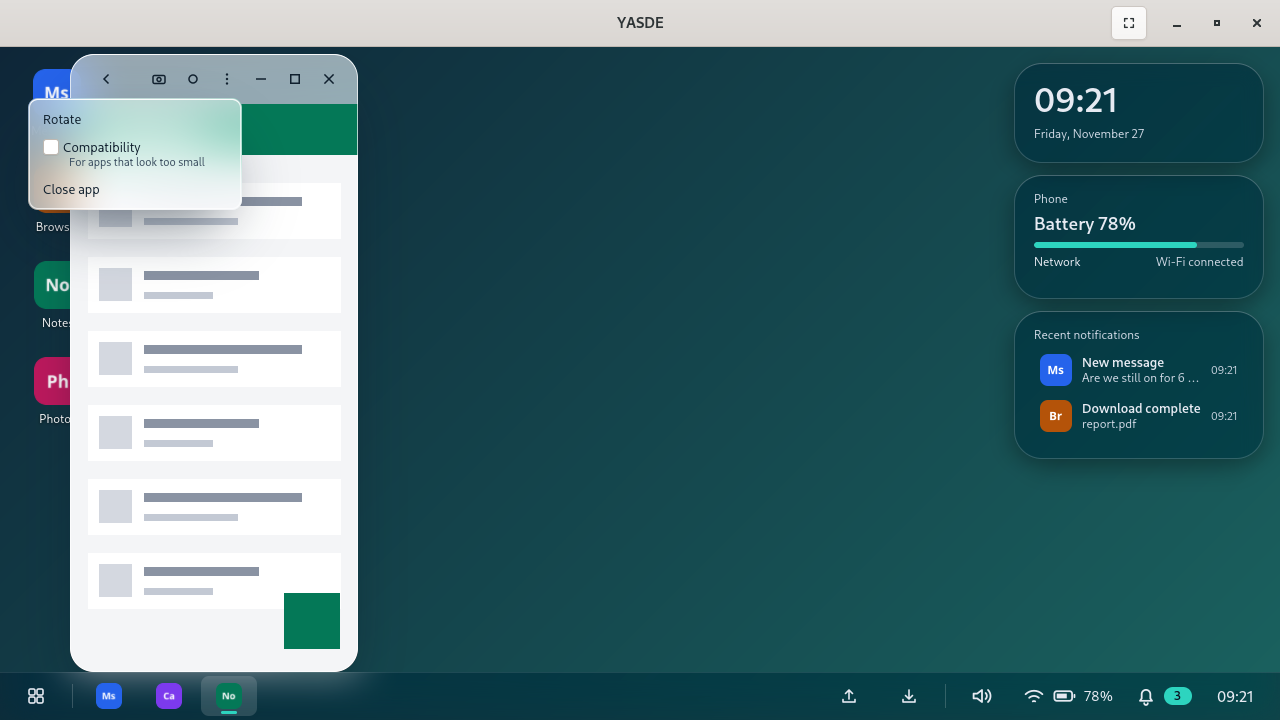 YASDE
Ms
Rotate
Compatibility
For apps that look too small
Close app
Brows
No
Notes
Ph
Photo
09:21
Friday, November 27
Phone
Battery 78%
Network
Wi-Fi connected
Recent notifications
Ms
New message
Are we still on for 6 …
09:21
Br
Download complete
report.pdf
09:21
Ms
Ca
No
78%
3
09:21